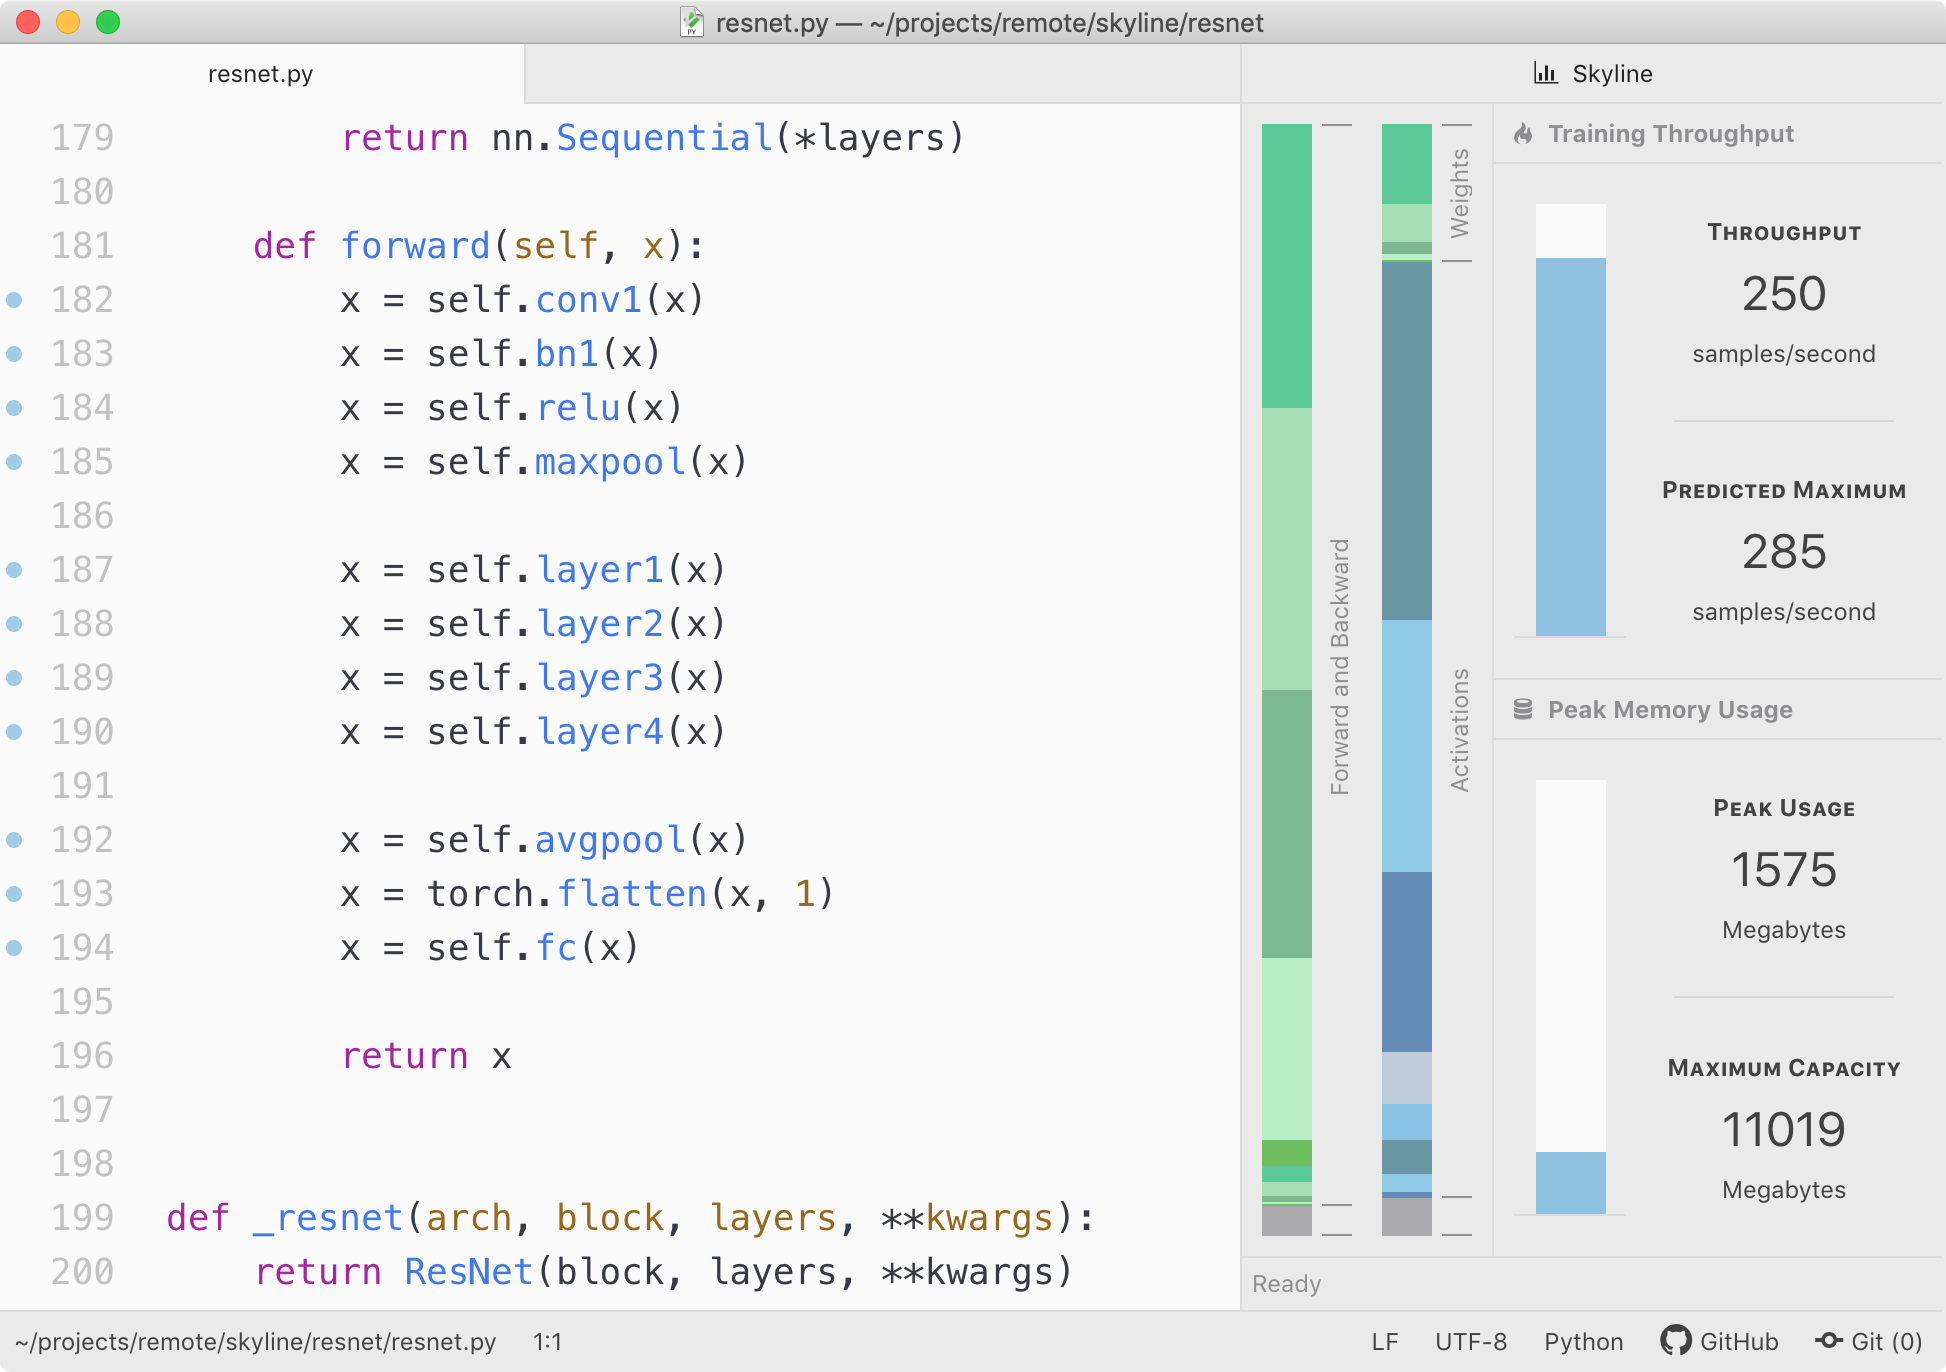 resnet.py — ~/projects/remote/skyline/resnet
resnet.py
179 return nn.Sequential(*layers)
180
181 def forward(self, x):
182 x = self.conv1(x)
183 x = self.bn1(x)
184 x = self.relu(x)
185 x = self.maxpool(x)
186
187 x = self.layer1(x)
188 x = self.layer2(x)
189 x = self.layer3(x)
190 x = self.layer4(x)
191
192 x = self.avgpool(x)
193 x = torch.flatten(x, 1)
194 x = self.fc(x)
195
196 return x
197
198
199 def _resnet(arch, block, layers, **kwargs):
200 return ResNet(block, layers, **kwargs)
Skyline
Forward and Backward
Weights
Activations
Training Throughput
THROUGHPUT
250
samples/second
PREDICTED MAXIMUM
285
samples/second
Peak Memory Usage
PEAK USAGE
1575
Megabytes
MAXIMUM CAPACITY
11019
Megabytes
Ready
~/projects/remote/skyline/resnet/resnet.py 1:1 LF UTF-8 Python GitHub Git (0)